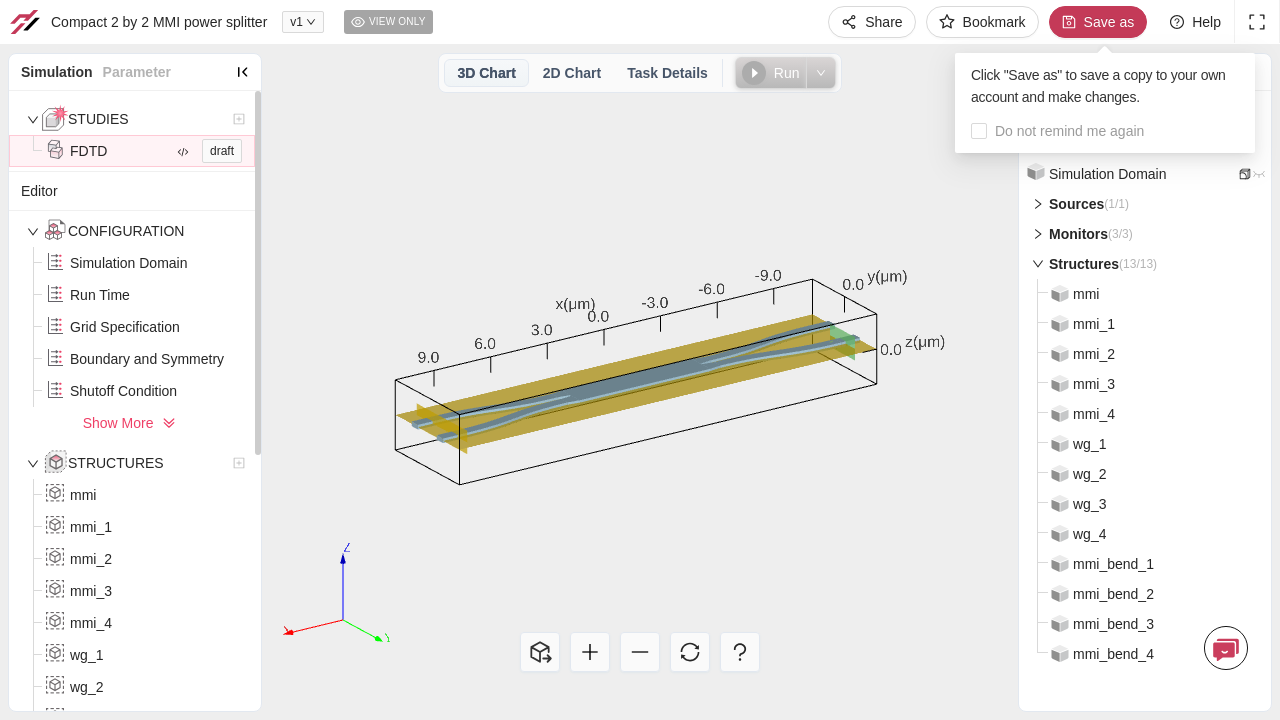 Compact 2 by 2 MMI power splitter
v1
VIEW ONLY
Share
Bookmark
Save as
Help
Click "Save as" to save a copy to your own
account and make changes.
Do not remind me again
Simulation
Parameter
STUDIES
FDTD
draft
Editor
CONFIGURATION
Simulation Domain
Run Time
Grid Specification
Boundary and Symmetry
Shutoff Condition
Show More
STRUCTURES
mmi
mmi_1
mmi_2
mmi_3
mmi_4
wg_1
wg_2
3D Chart
2D Chart
Task Details
Run
-9.0
-6.0
-3.0
x(μm)
0.0
3.0
6.0
9.0
0.0
y(μm)
z(μm)
0.0
Z
Simulation Domain
Sources(1/1)
Monitors(3/3)
Structures(13/13)
mmi
mmi_1
mmi_2
mmi_3
mmi_4
wg_1
wg_2
wg_3
wg_4
mmi_bend_1
mmi_bend_2
mmi_bend_3
mmi_bend_4